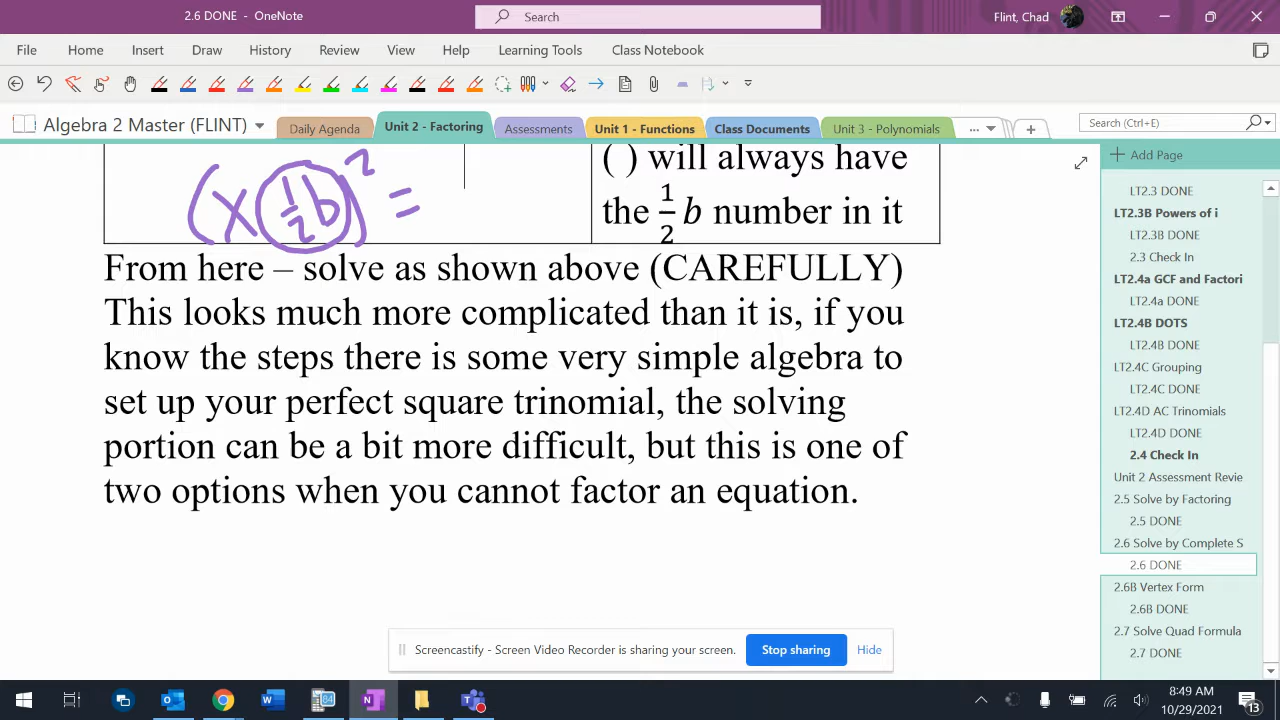 2.6 DONE - OneNote
Search
Flint, Chad
File Home Insert Draw History Review View Help Learning Tools Class Notebook
Algebra 2 Master (FLINT)
Daily Agenda
Unit 2 - Factoring
Assessments
Unit 1 - Functions
Class Documents
Unit 3 - Polynomials
...
Search (Ctrl+E)
(x ½b)² =
( ) will always have
the ½ b number in it
From here – solve as shown above (CAREFULLY)
This looks much more complicated than it is, if you
know the steps there is some very simple algebra to
set up your perfect square trinomial, the solving
portion can be a bit more difficult, but this is one of
two options when you cannot factor an equation.
Add Page
LT2.3 DONE
LT2.3B Powers of i
LT2.3B DONE
2.3 Check In
LT2.4a GCF and Factori
LT2.4a DONE
LT2.4B DOTS
LT2.4B DONE
LT2.4C Grouping
LT2.4C DONE
LT2.4D AC Trinomials
LT2.4D DONE
2.4 Check In
Unit 2 Assessment Revie
2.5 Solve by Factoring
2.5 DONE
2.6 Solve by Complete S
2.6 DONE
2.6B Vertex Form
2.6B DONE
2.7 Solve Quad Formula
2.7 DONE
Screencastify - Screen Video Recorder is sharing your screen.
Stop sharing
Hide
84
8:49 AM
10/29/2021
13